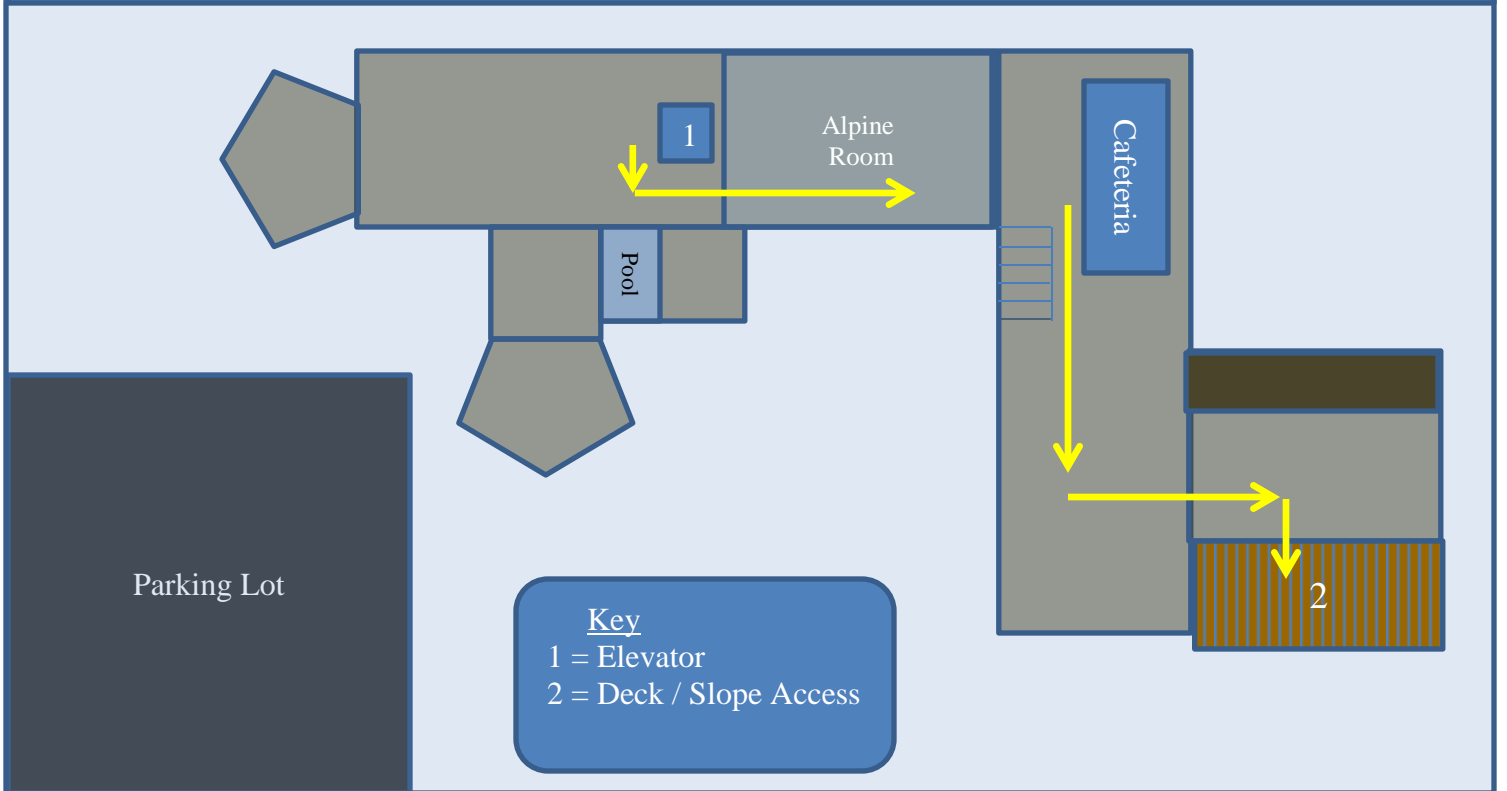 1
Alpine
Room
Cafeteria
Pool
Parking Lot
2
Key
1 = Elevator
2 = Deck / Slope Access